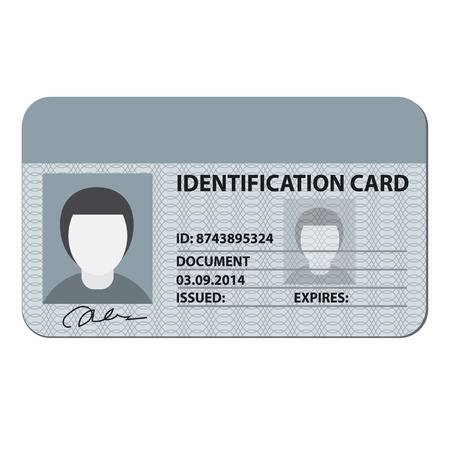 IDENTIFICATION CARD
ID: 8743895324
DOCUMENT
03.09.2014
ISSUED: EXPIRES: